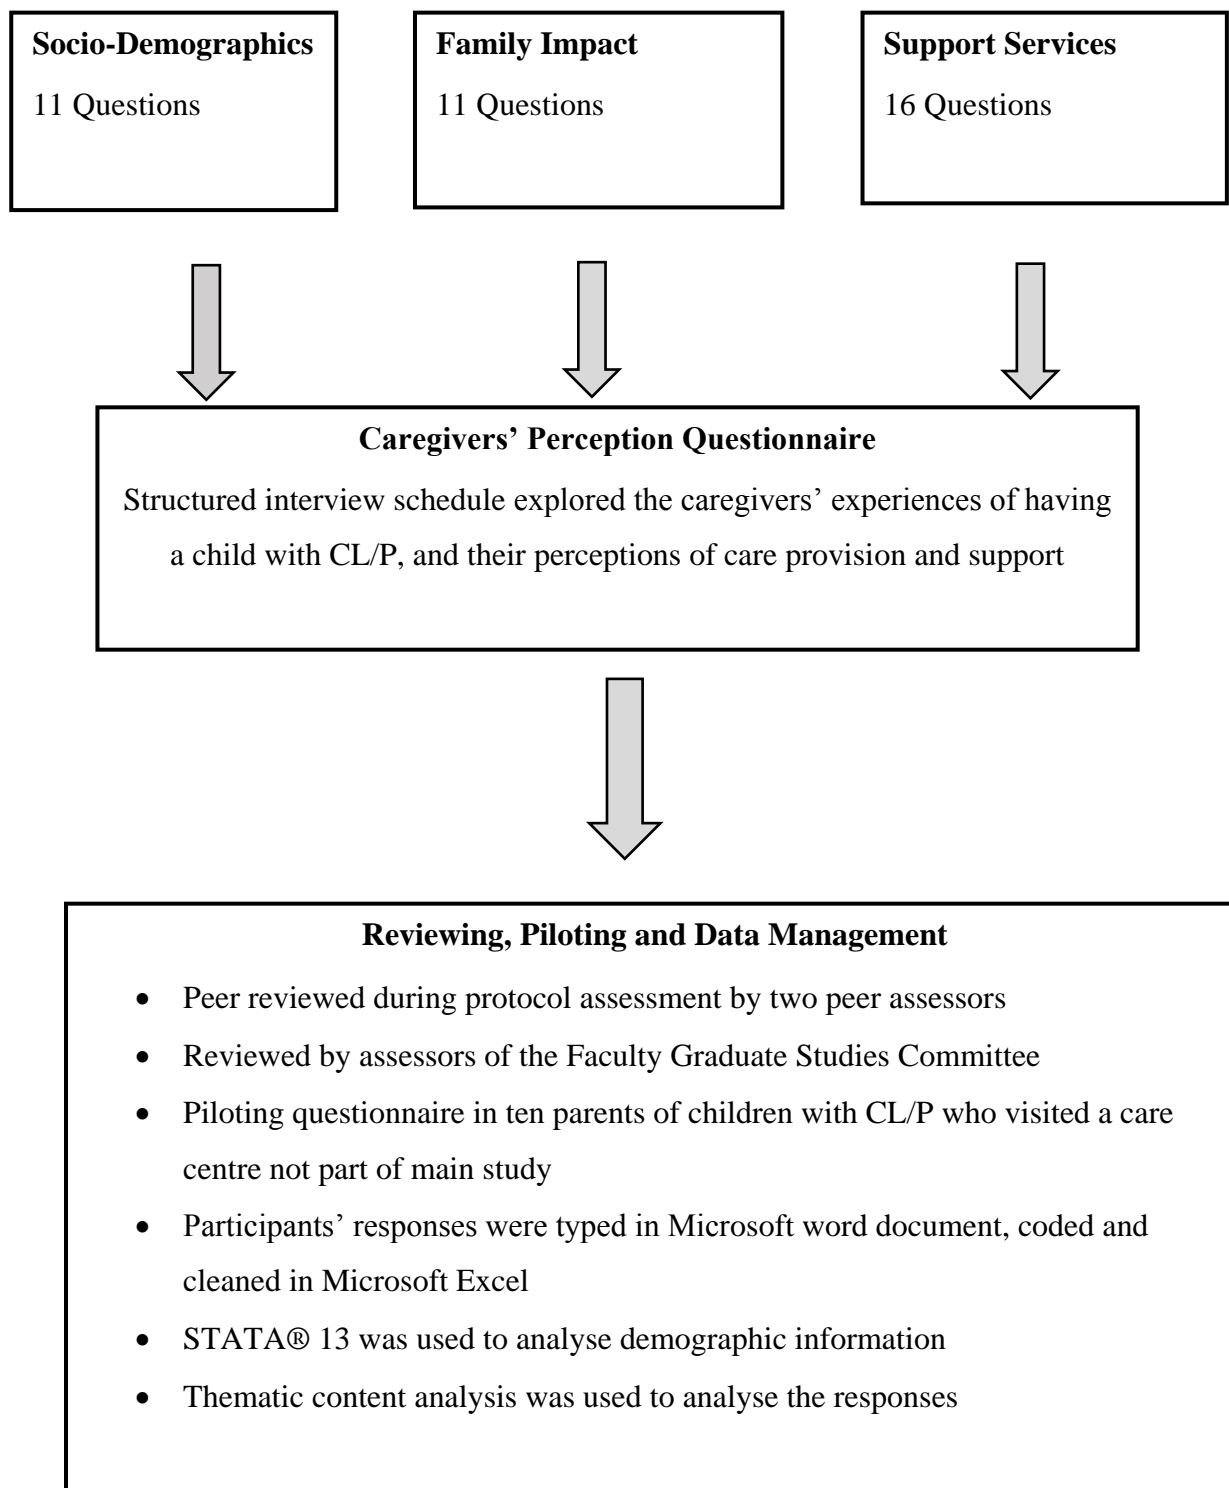 Socio-Demographics
11 Questions
Family Impact
11 Questions
Support Services
16 Questions
Caregivers’ Perception Questionnaire
Structured interview schedule explored the caregivers’ experiences of having
a child with CL/P, and their perceptions of care provision and support
Reviewing, Piloting and Data Management
• Peer reviewed during protocol assessment by two peer assessors
• Reviewed by assessors of the Faculty Graduate Studies Committee
• Piloting questionnaire in ten parents of children with CL/P who visited a care
centre not part of main study
• Participants’ responses were typed in Microsoft word document, coded and
cleaned in Microsoft Excel
• STATA® 13 was used to analyse demographic information
• Thematic content analysis was used to analyse the responses